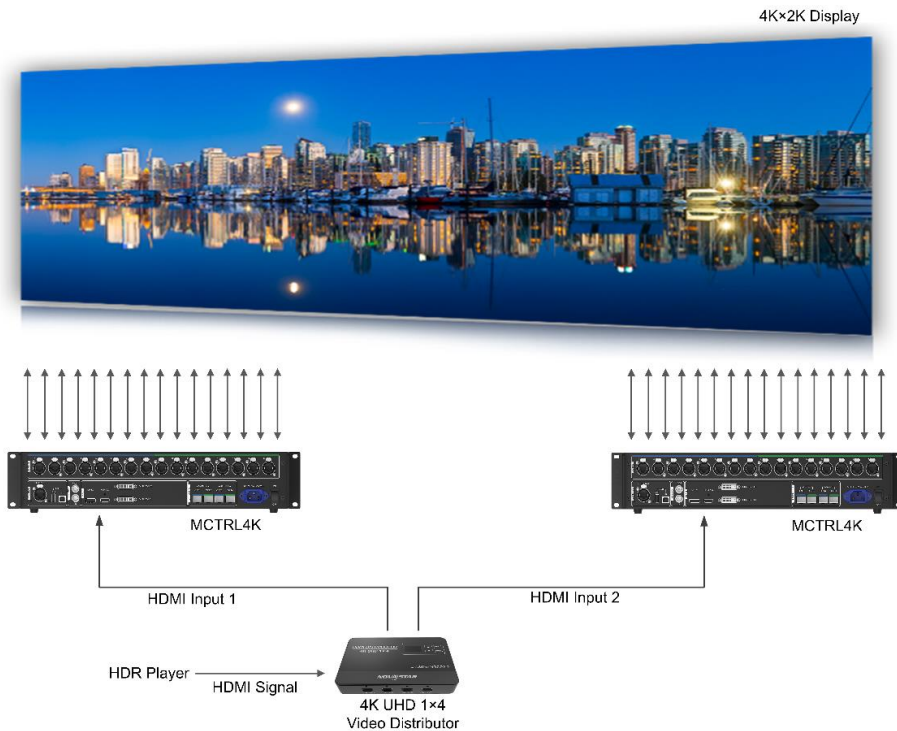 4K×2K Display
MCTRL4K
MCTRL4K
HDMI Input 1
HDMI Input 2
HDR Player
HDMI Signal
NOVASTAR
4K UHD 1×4
Video Distributor